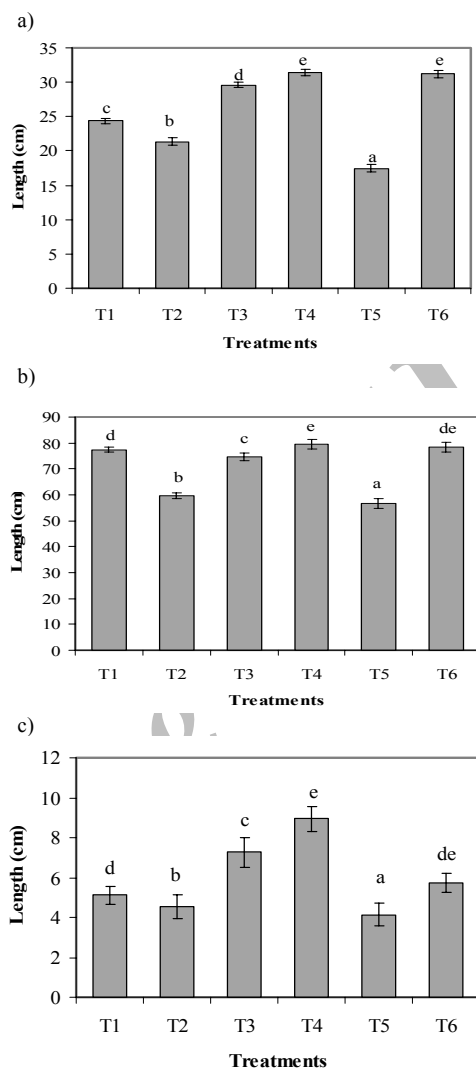 a)
35
30
25
20
15
10
5
0
Length (cm)
c b d e a e
T1 T2 T3 T4 T5 T6
Treatments
b)
90
80
70
60
50
40
30
20
10
0
Length (cm)
d b c e a de
T1 T2 T3 T4 T5 T6
Treatments
c)
12
10
8
6
4
2
0
Length (cm)
d b c e a de
T1 T2 T3 T4 T5 T6
Treatments